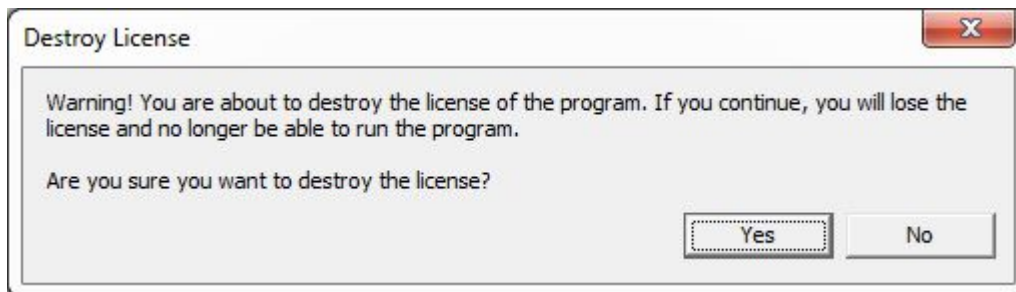 Destroy License
Warning! You are about to destroy the license of the program. If you continue, you will lose the
license and no longer be able to run the program.
Are you sure you want to destroy the license?
Yes No